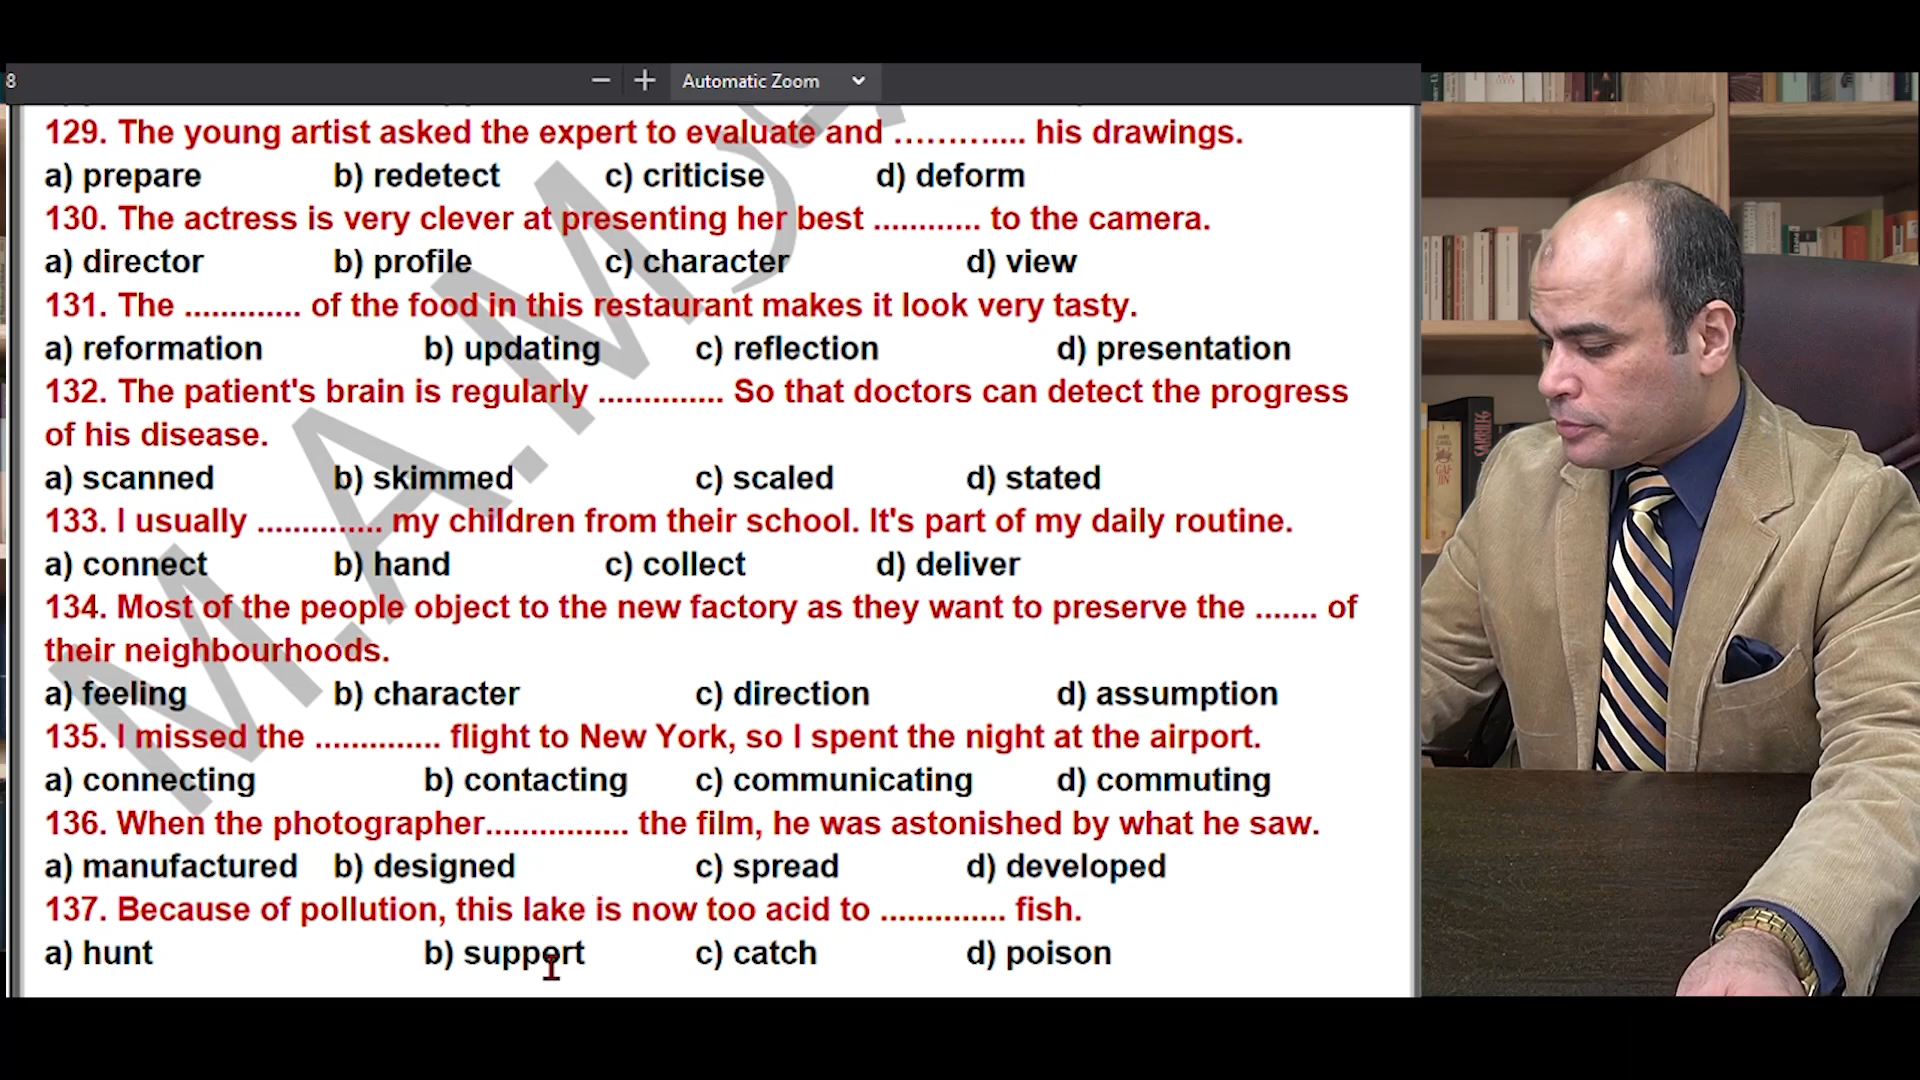 8
− + Automatic Zoom
129. The young artist asked the expert to evaluate and ………..... his drawings.
a) prepare b) redetect c) criticise d) deform
130. The actress is very clever at presenting her best ............ to the camera.
a) director b) profile c) character d) view
131. The ............. of the food in this restaurant makes it look very tasty.
a) reformation b) updating c) reflection d) presentation
132. The patient's brain is regularly .............. So that doctors can detect the progress
of his disease.
a) scanned b) skimmed c) scaled d) stated
133. I usually .............. my children from their school. It's part of my daily routine.
a) connect b) hand c) collect d) deliver
134. Most of the people object to the new factory as they want to preserve the ....... of
their neighbourhoods.
a) feeling b) character c) direction d) assumption
135. I missed the .............. flight to New York, so I spent the night at the airport.
a) connecting b) contacting c) communicating d) commuting
136. When the photographer................ the film, he was astonished by what he saw.
a) manufactured b) designed c) spread d) developed
137. Because of pollution, this lake is now too acid to .............. fish.
a) hunt b) support c) catch d) poison